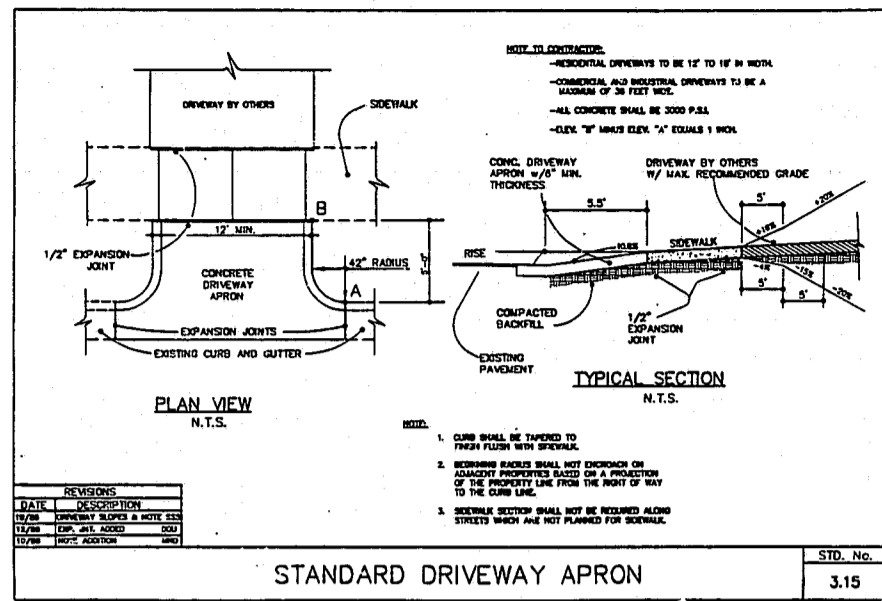 NOTE TO CONTRACTOR:
-RESIDENTIAL DRIVEWAYS TO BE 12' TO 18' IN WIDTH.
-COMMERCIAL AND INDUSTRIAL DRIVEWAYS TO BE A
MAXIMUM OF 36 FEET WIDE.
-ALL CONCRETE SHALL BE 3000 P.S.I.
-ELEV. "B" MINUS ELEV. "A" EQUALS 1 INCH.
DRIVEWAY BY OTHERS
SIDEWALK
B
12' MIN.
1/2" EXPANSION
JOINT
42" RADIUS
CONCRETE
DRIVEWAY
APRON
A
EXPANSION JOINTS
EXISTING CURB AND GUTTER
PLAN VIEW
N.T.S.
CONC. DRIVEWAY
APRON w/6" MIN.
THICKNESS
DRIVEWAY BY OTHERS
W/ MAX. RECOMMENDED GRADE
5.5'
5'
+20%
RISE
SIDEWALK
-4%
-15%
-20%
5'
5'
COMPACTED
BACKFILL
1/2"
EXPANSION
JOINT
EXISTING
PAVEMENT
TYPICAL SECTION
N.T.S.
NOTE:
1. CURB SHALL BE TAPERED TO
FINISH FLUSH WITH SIDEWALK.
2. BEGINNING RADIUS SHALL NOT ENCROACH ON
ADJACENT PROPERTIES BASED ON A PROJECTION
OF THE PROPERTY LINE FROM THE RIGHT OF WAY
TO THE CURB LINE.
3. SIDEWALK SECTION SHALL NOT BE REQUIRED ALONG
STREETS WHICH ARE NOT PLANNED FOR SIDEWALK.
REVISIONS
DATE DESCRIPTION
DRIVEWAY SLOPES & NOTE SSS
EXP. JNT. ADDED
NOTE ADDITION
STANDARD DRIVEWAY APRON
STD. No.
3.15